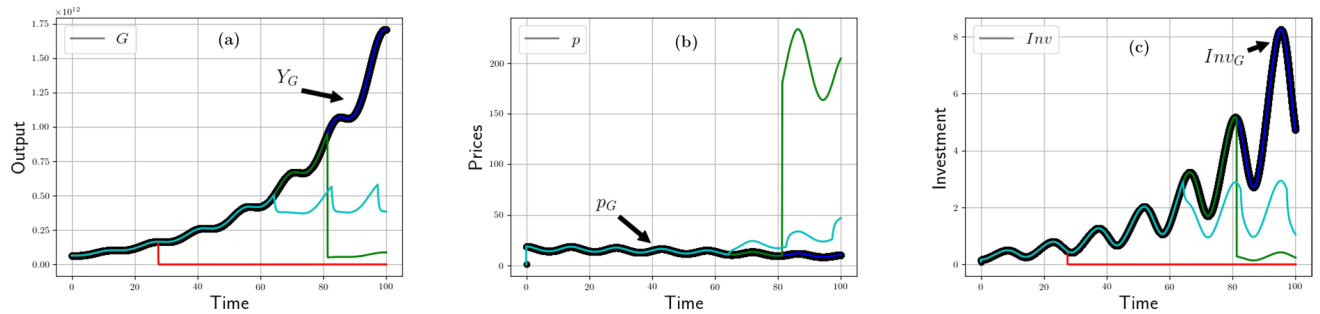 ×10¹²
1.75
1.50
1.25
1.00
0.75
0.50
0.25
0.00
0 20 40 60 80 100
Output
Time
G
(a)
Y_G
200
150
100
50
0
0 20 40 60 80 100
Prices
Time
p
(b)
p_G
8
6
4
2
0
0 20 40 60 80 100
Investment
Time
Inv
(c)
Inv_G